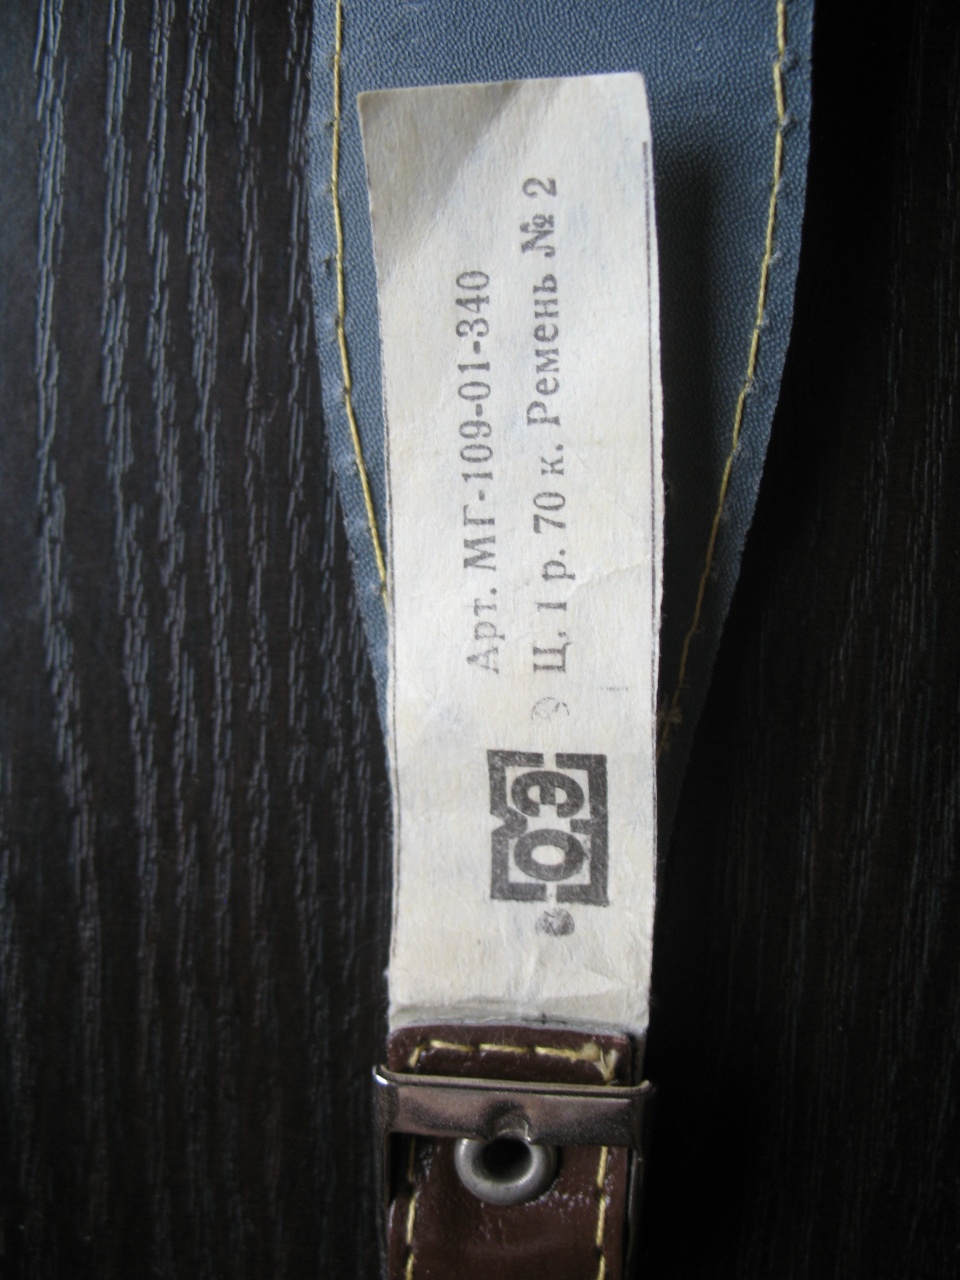 Арт. МГ-109-01-340
Ц. 1 р. 70 к. Ремень № 2